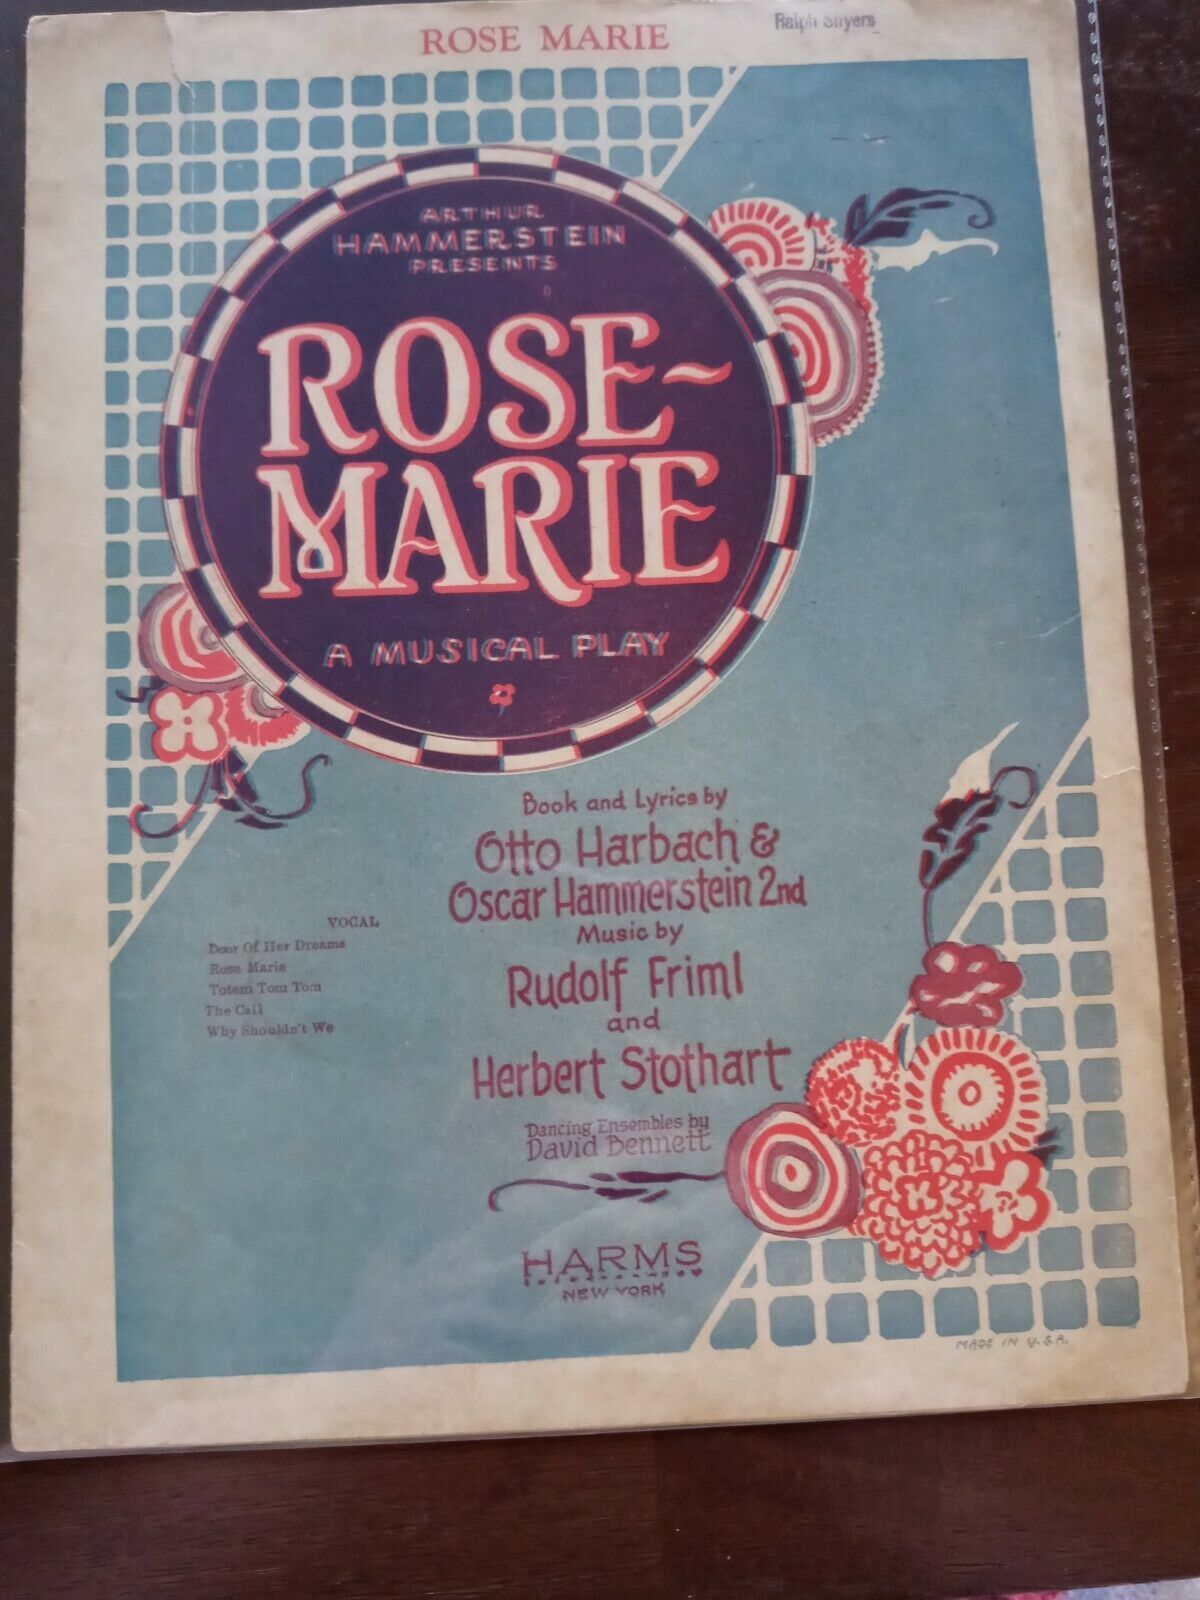 ROSE MARIE
Ralph
ARTHUR
HAMMERSTEIN
PRESENTS
ROSE-
MARIE
A MUSICAL PLAY
Book and Lyrics by
Otto Harbach &
Oscar Hammerstein 2nd
Music by
Rudolf Friml
and
Herbert Stothart
Dancing Ensembles by
David Bennett
VOCAL
Door Of Her Dreams
Rose Marie
Totem Tom Tom
The Call
Why Shouldn't We
HARMS
NEW YORK
MADE IN U.S.A.